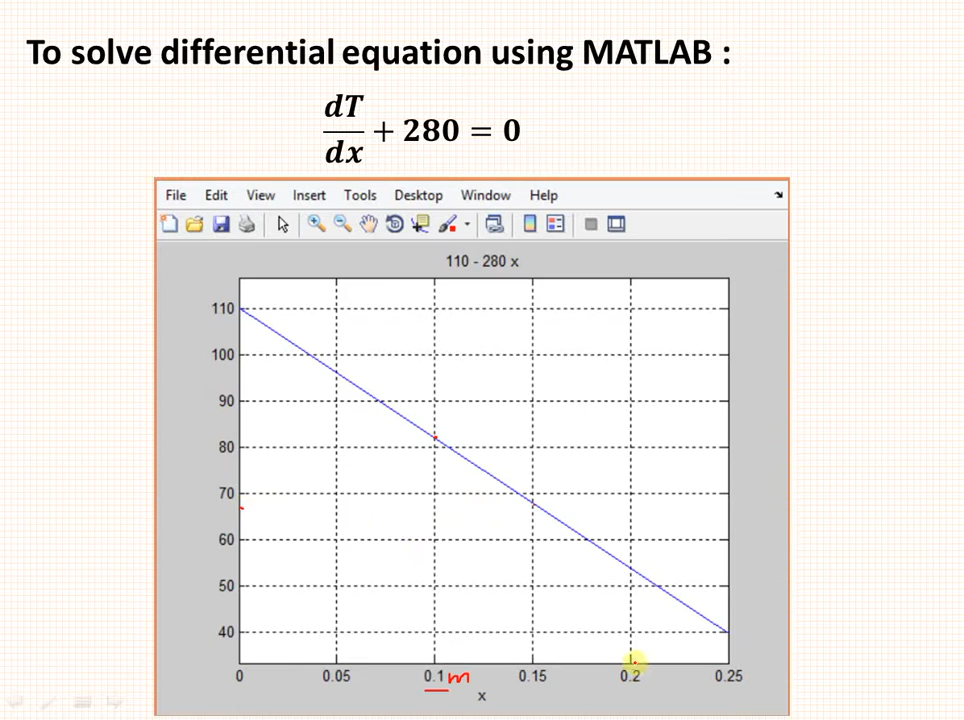 To solve differential equation using MATLAB :
dT/dx + 280 = 0
File Edit View Insert Tools Desktop Window Help
110 - 280 x
110
100
90
80
70
60
50
40
0 0.05 0.1 m 0.15 0.2 0.25
x